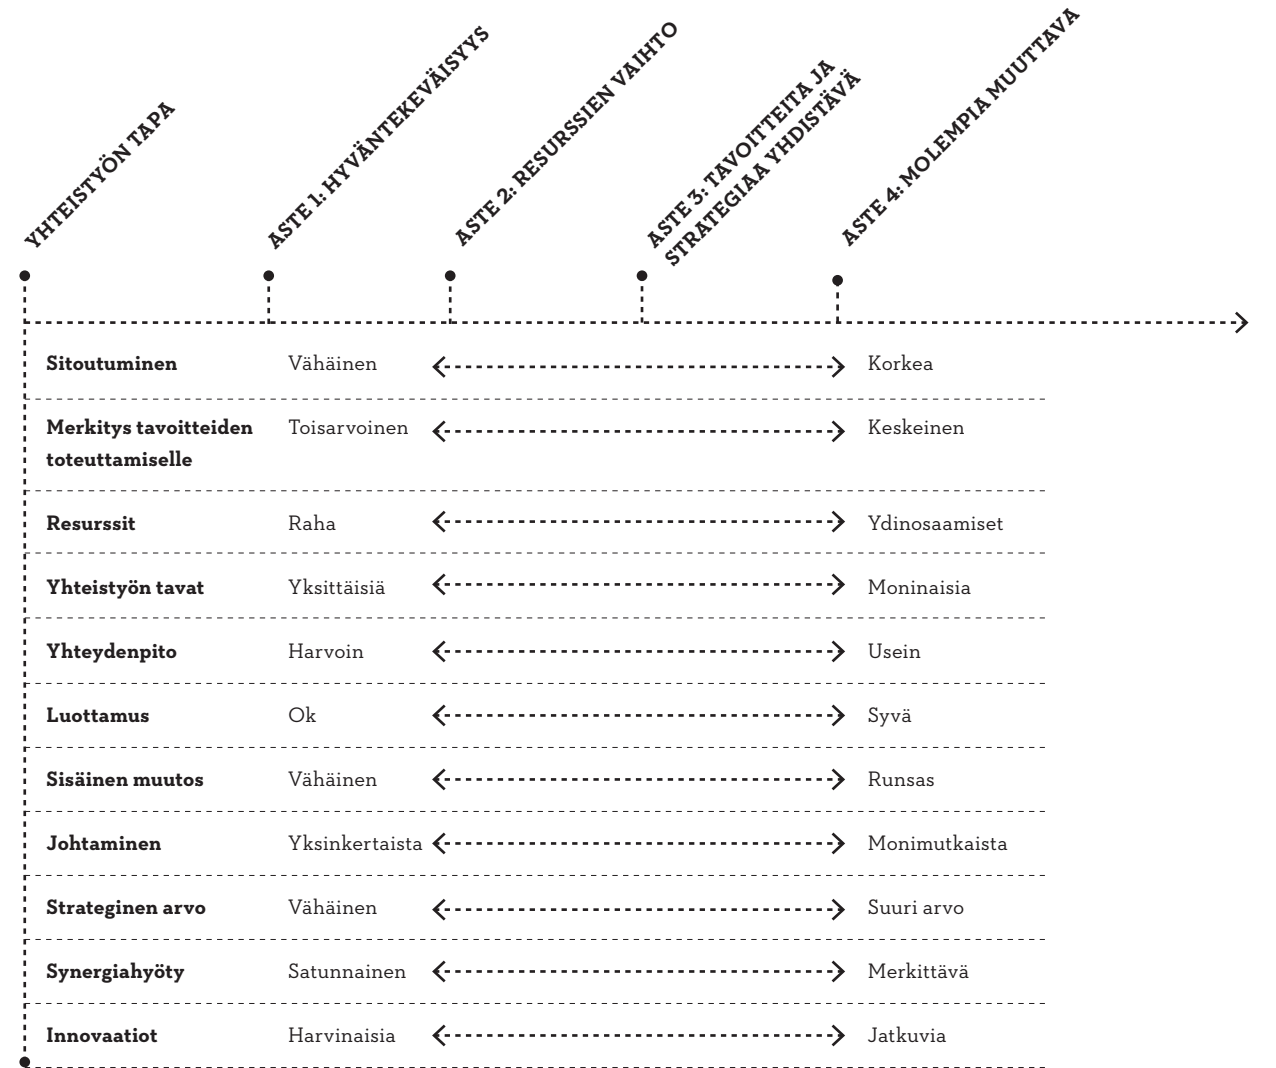 YHTEISTYÖN TAPA
ASTE 1: HYVÄNTEKEVÄISYYS
ASTE 2: RESURSSIEN VAIHTO
ASTE 3: TAVOITTEITA JA
STRATEGIAA YHDISTÄVÄ
ASTE 4: MOLEMPIA MUUTTAVA
Sitoutuminen Vähäinen Korkea
Merkitys tavoitteiden Toisarvoinen Keskeinen
toteuttamiselle
Resurssit Raha Ydinosaamiset
Yhteistyön tavat Yksittäisiä Moninaisia
Yhteydenpito Harvoin Usein
Luottamus Ok Syvä
Sisäinen muutos Vähäinen Runsas
Johtaminen Yksinkertaista Monimutkaista
Strateginen arvo Vähäinen Suuri arvo
Synergiahyöty Satunnainen Merkittävä
Innovaatiot Harvinaisia Jatkuvia